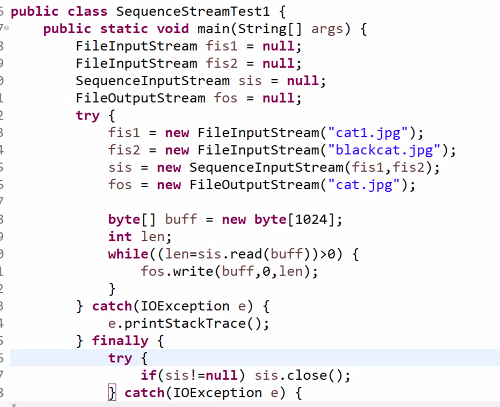 5 public class SequenceStreamTest1 {
7 public static void main(String[] args) {
8 FileInputStream fis1 = null;
9 FileInputStream fis2 = null;
0 SequenceInputStream sis = null;
1 FileOutputStream fos = null;
2 try {
3 fis1 = new FileInputStream("cat1.jpg");
4 fis2 = new FileInputStream("blackcat.jpg");
5 sis = new SequenceInputStream(fis1,fis2);
6 fos = new FileOutputStream("cat.jpg");
7
8 byte[] buff = new byte[1024];
9 int len;
0 while((len=sis.read(buff))>0) {
1 fos.write(buff,0,len);
2 }
3 } catch(IOException e) {
4 e.printStackTrace();
5 } finally {
6 try {
7 if(sis!=null) sis.close();
8 } catch(IOException e) {